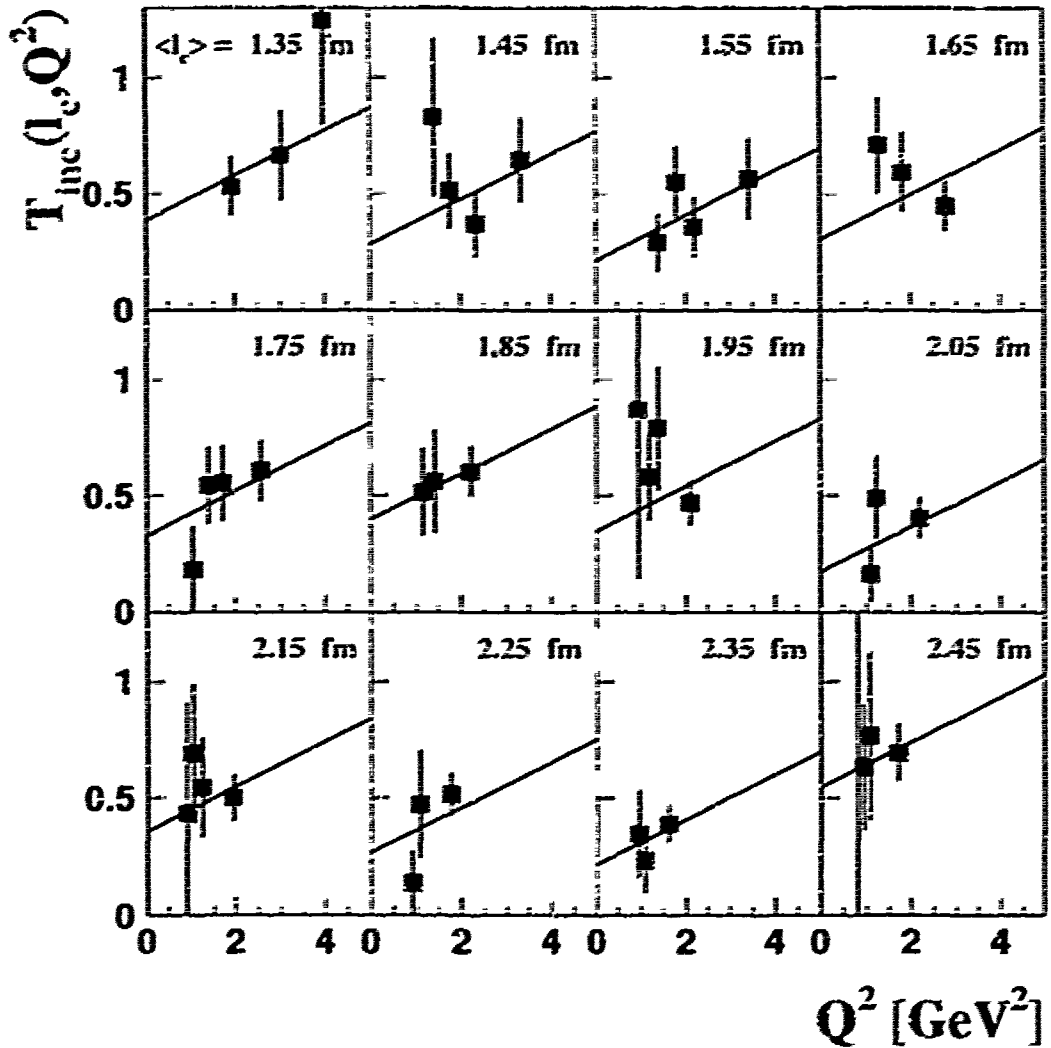 T_inc(l_c,Q²)
<l_c> = 1.35 fm
1.45 fm
1.55 fm
1.65 fm
1
0.5
0
1.75 fm
1.85 fm
1.95 fm
2.05 fm
1
0.5
0
2.15 fm
2.25 fm
2.35 fm
2.45 fm
1
0.5
0
0 2 4 0 2 4 0 2 4 0 2 4
Q² [GeV²]